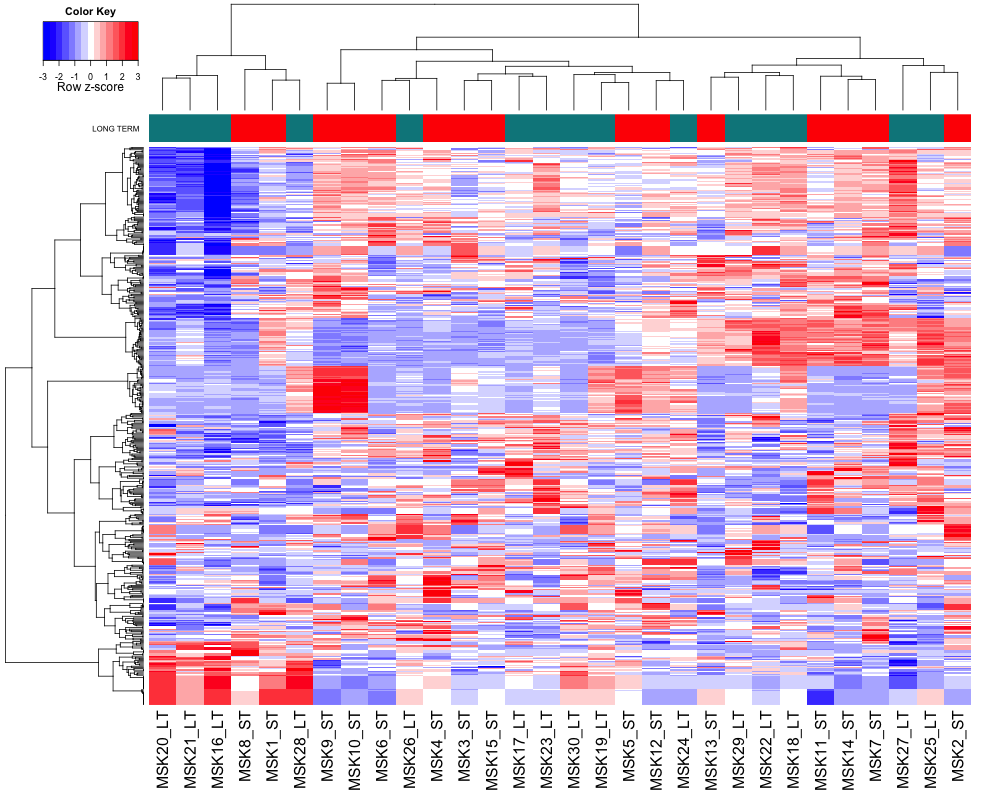 Color Key
-3 -2 -1 0 1 2 3
Row z-score
LONG TERM
MSK20_LT
MSK21_LT
MSK16_LT
MSK8_ST
MSK1_ST
MSK28_LT
MSK9_ST
MSK10_ST
MSK6_ST
MSK26_LT
MSK4_ST
MSK3_ST
MSK15_ST
MSK17_LT
MSK23_LT
MSK30_LT
MSK19_LT
MSK5_ST
MSK12_ST
MSK24_LT
MSK13_ST
MSK29_LT
MSK22_LT
MSK18_LT
MSK11_ST
MSK14_ST
MSK7_ST
MSK27_LT
MSK25_LT
MSK2_ST